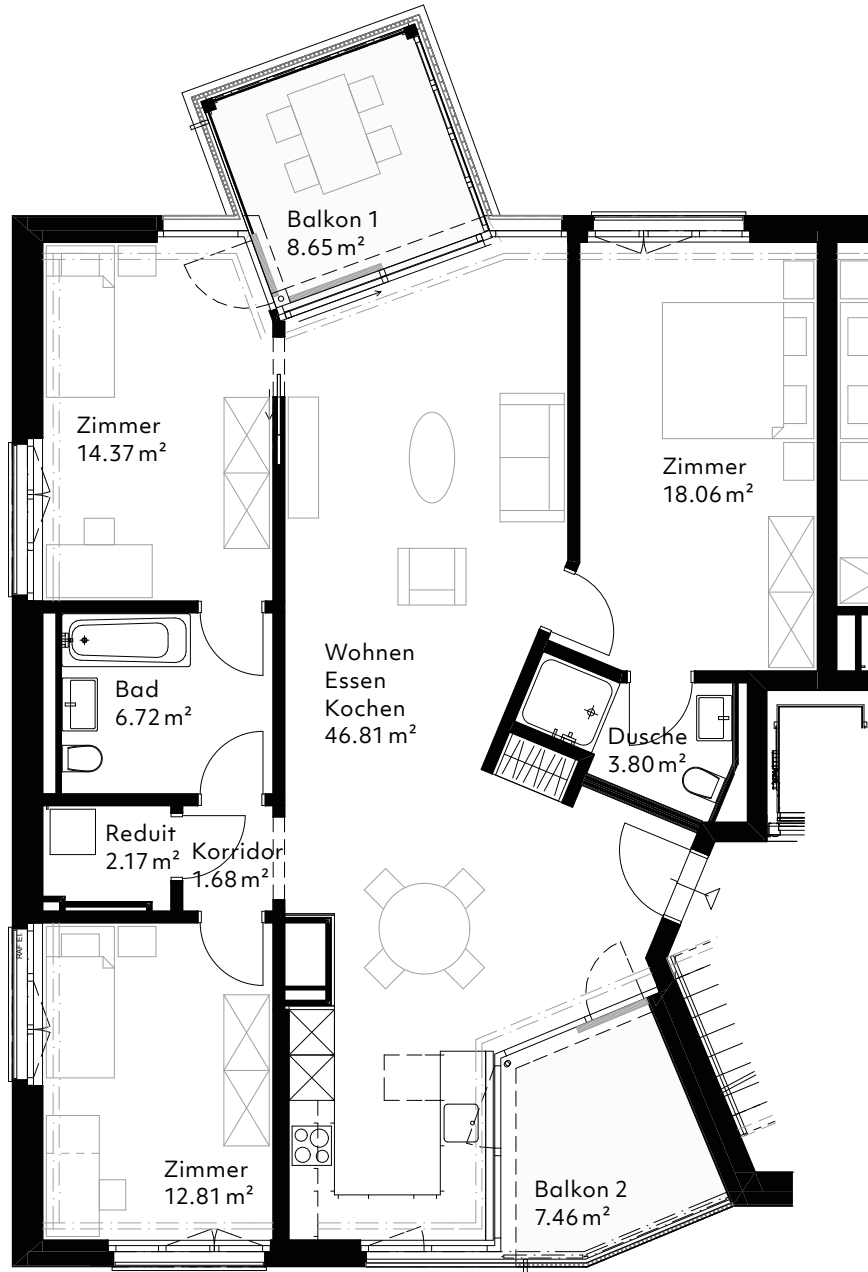 Balkon 1
8.65 m²
Zimmer
14.37 m²
Zimmer
18.06 m²
Wohnen
Essen
Kochen
46.81 m²
Bad
6.72 m²
Dusche
3.80 m²
Reduit
2.17 m²
Korridor
1.68 m²
Zimmer
12.81 m²
Balkon 2
7.46 m²